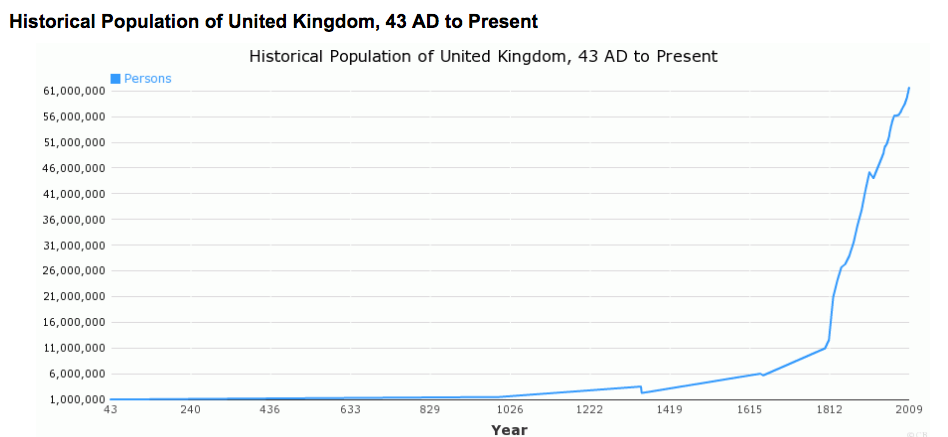 Historical Population of United Kingdom, 43 AD to Present
Historical Population of United Kingdom, 43 AD to Present
Persons
61,000,000
56,000,000
51,000,000
46,000,000
41,000,000
36,000,000
31,000,000
26,000,000
21,000,000
16,000,000
11,000,000
6,000,000
1,000,000
43 240 436 633 829 1026 1222 1419 1615 1812 2009
Year